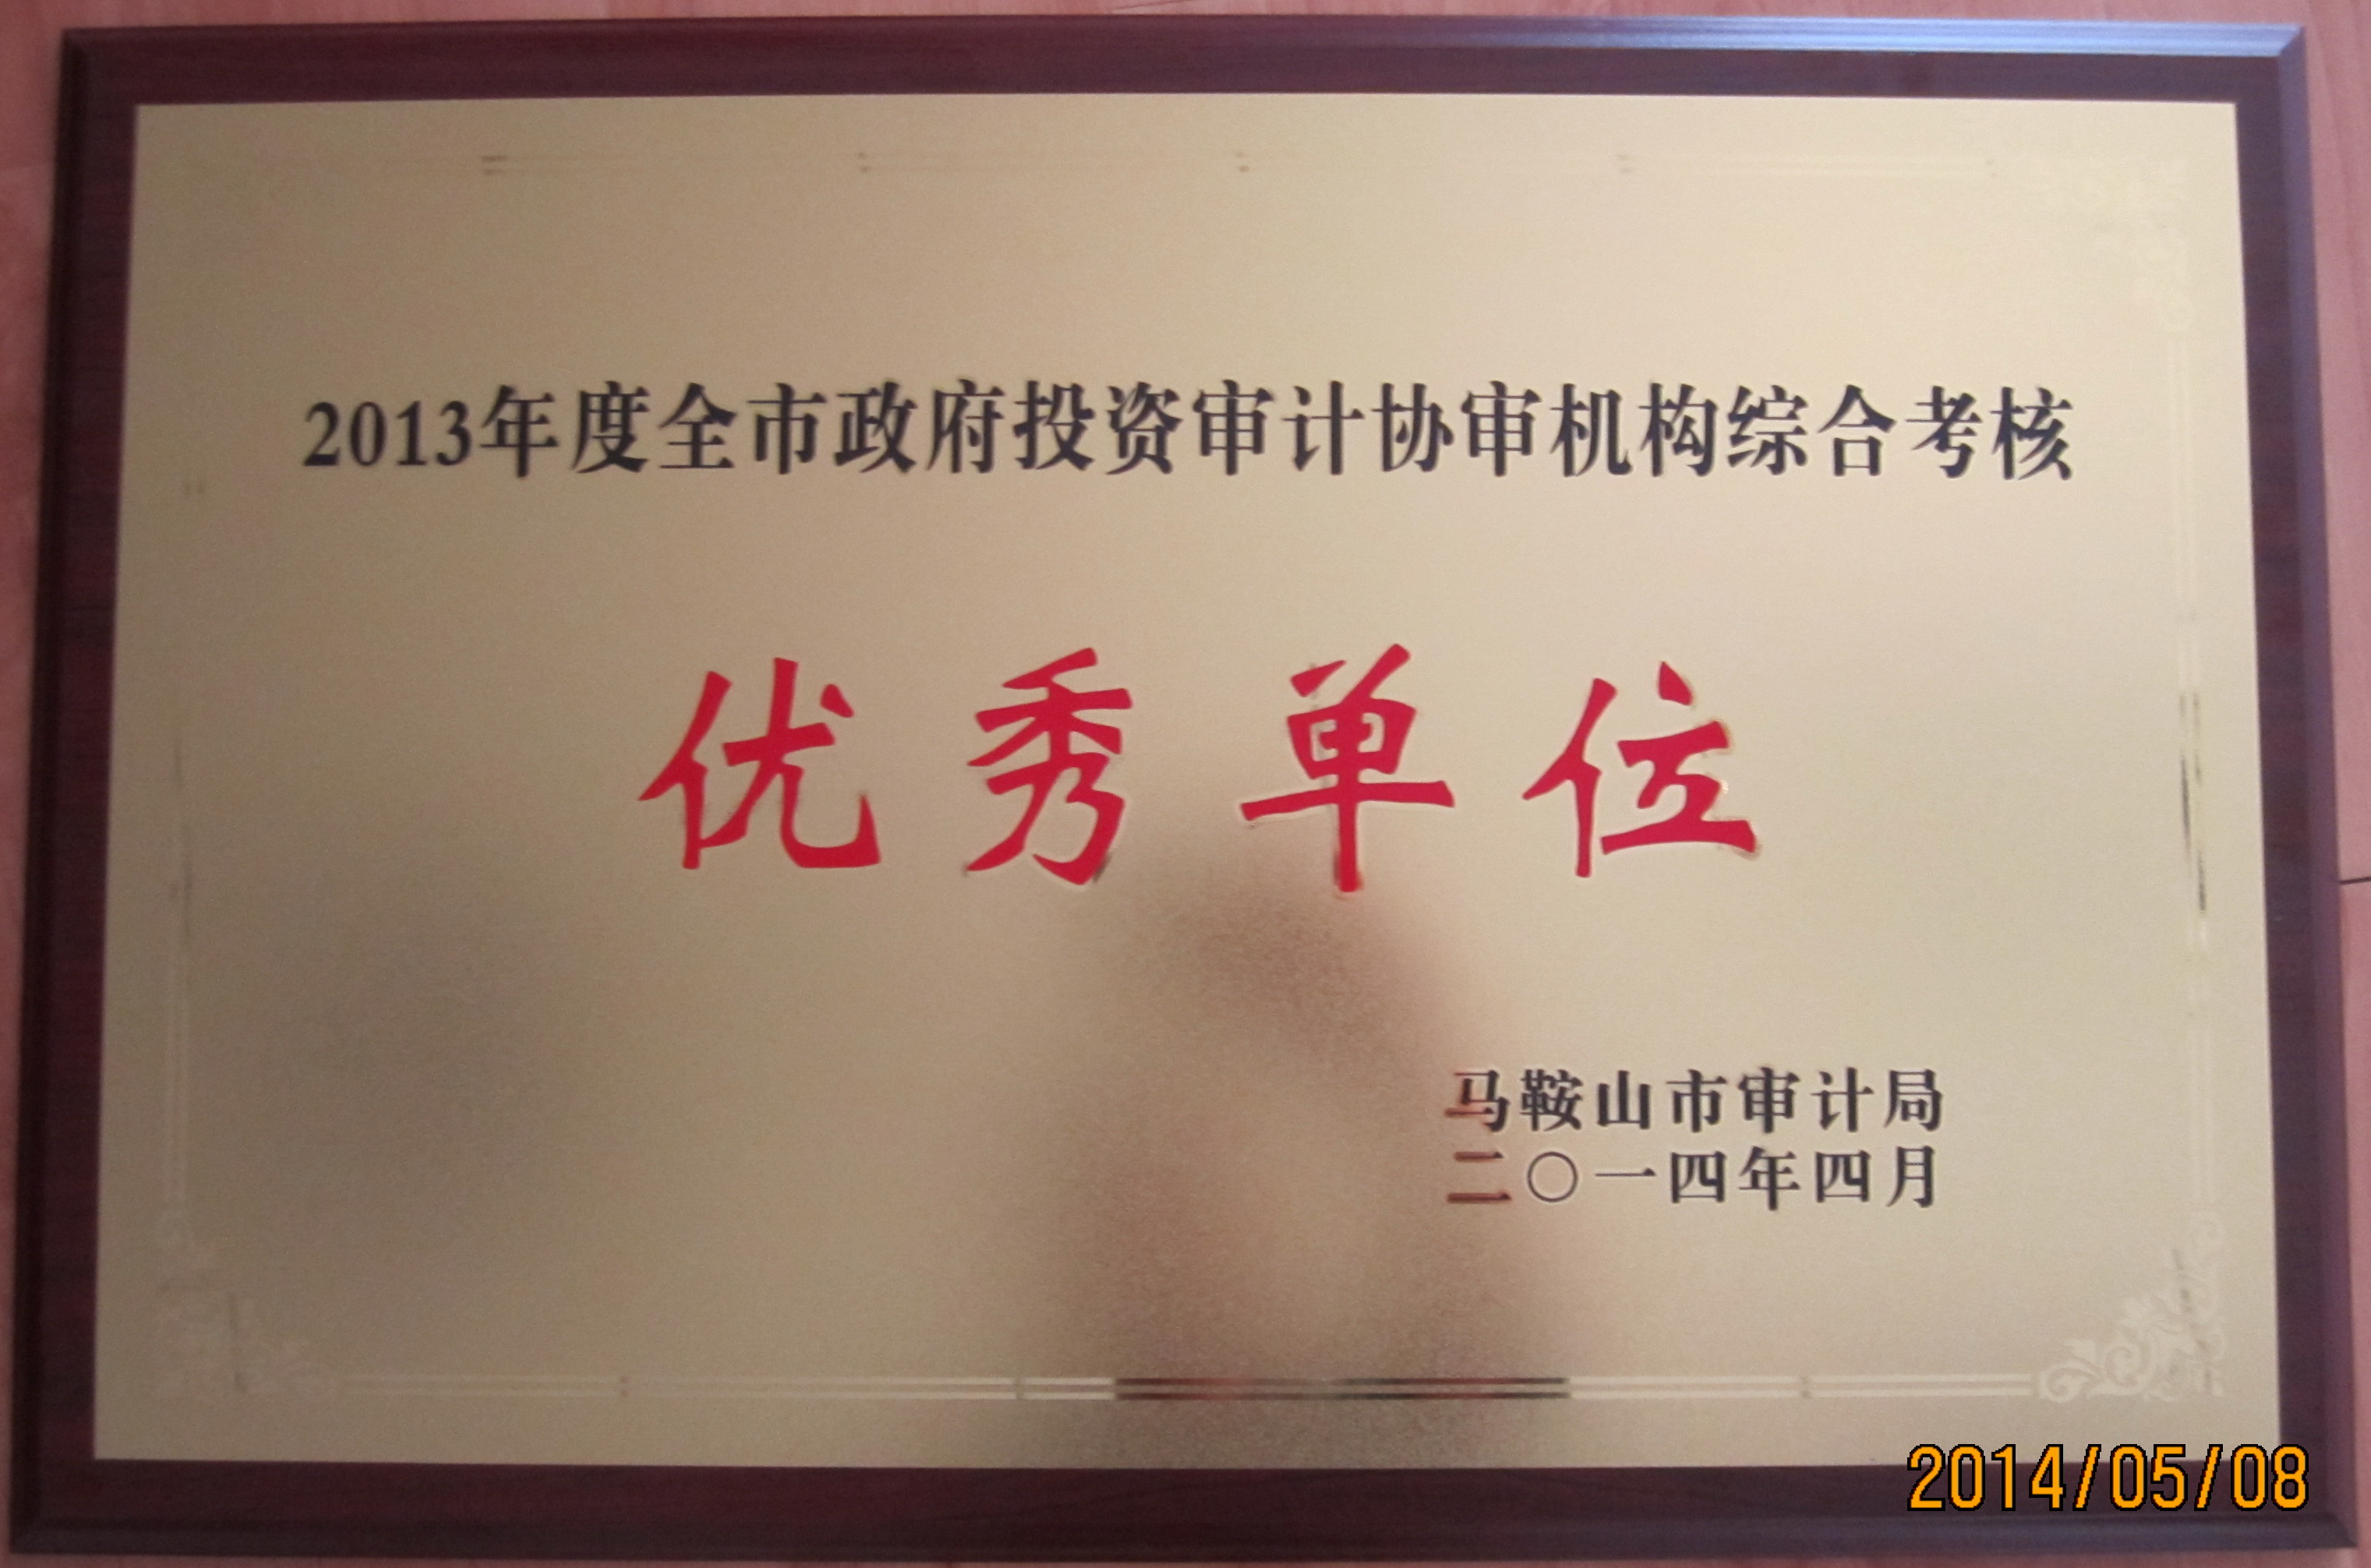 2013年度全市政府投资审计协审机构综合考核
优秀单位
马鞍山市审计局
二〇一四年四月
2014/05/08